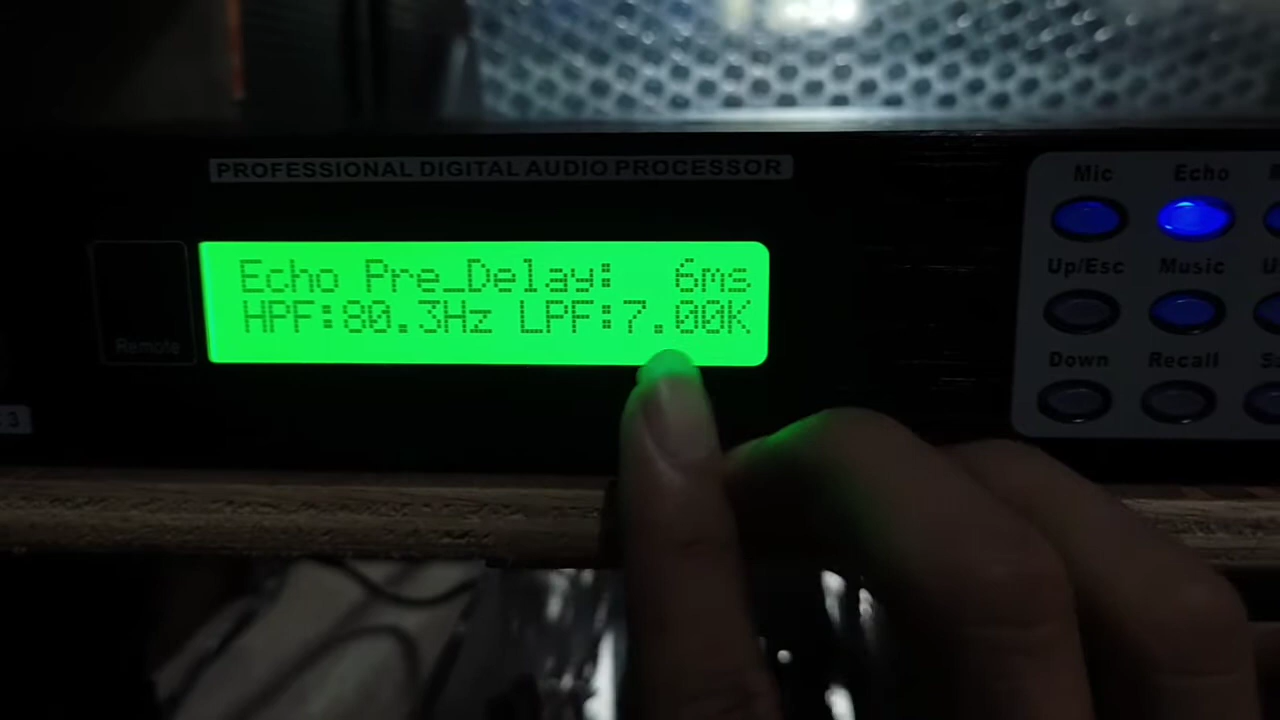 PROFESSIONAL DIGITAL AUDIO PROCESSOR
Mic Echo
Echo Pre_Delay: 6ms
HPF:80.3Hz LPF:7.00K
Up/Esc Music
Remote
Down Recall
3